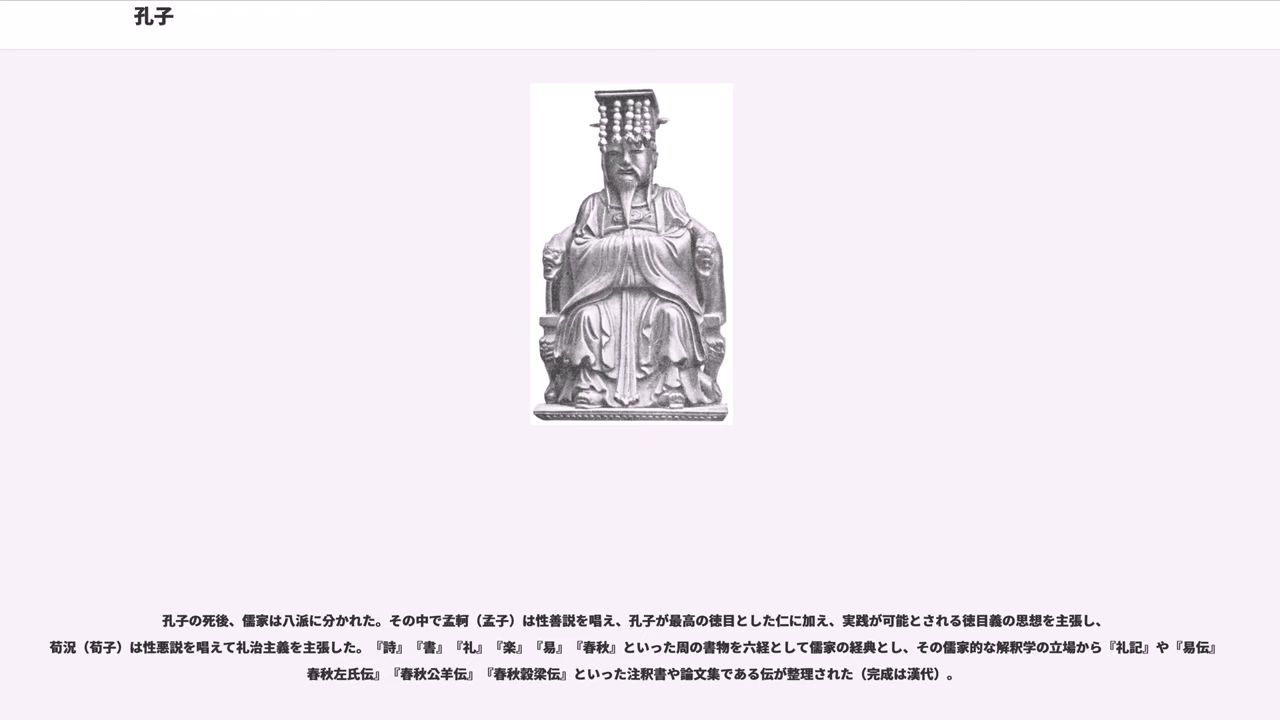 孔子
孔子の死後、儒家は八派に分かれた。その中で孟軻（孟子）は性善説を唱え、孔子が最高の徳目とした仁に加え、実践が可能とされる徳目義の思想を主張し、
荀況（荀子）は性悪説を唱えて礼治主義を主張した。『詩』『書』『礼』『楽』『易』『春秋』といった周の書物を六経として儒家の経典とし、その儒家的な解釈学の立場から『礼記』や『易伝』
春秋左氏伝』『春秋公羊伝』『春秋穀梁伝』といった注釈書や論文集である伝が整理された（完成は漢代）。